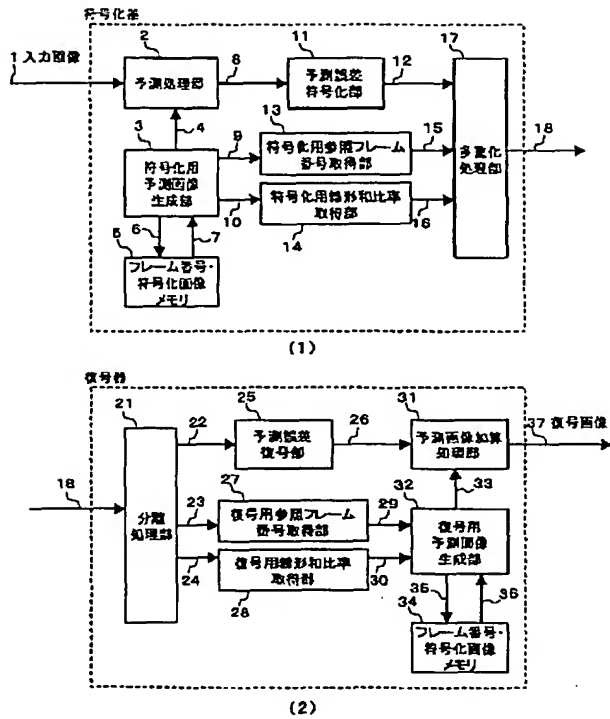 符号化器
1 入力画像
2
予測処理部
8
11
予測誤差
符号化部
12
17
多重化
処理部
18
3
4
符号化用
予測画像
生成部
9
13
符号化用参照フレーム
番号取得部
15
10
符号化用線形和比率
取得部
14
16
5
6
7
フレーム番号・
符号化画像
メモリ
(1)
復号器
21
分離
処理部
18
22
25
予測誤差
復号部
26
31
予測画像加算
処理部
37 復号画像
23
27
復号用参照フレーム
番号取得部
29
32
33
復号用
予測画像
生成部
24
復号用線形和比率
取得部
28
30
34
35
36
フレーム番号・
符号化画像
メモリ
(2)